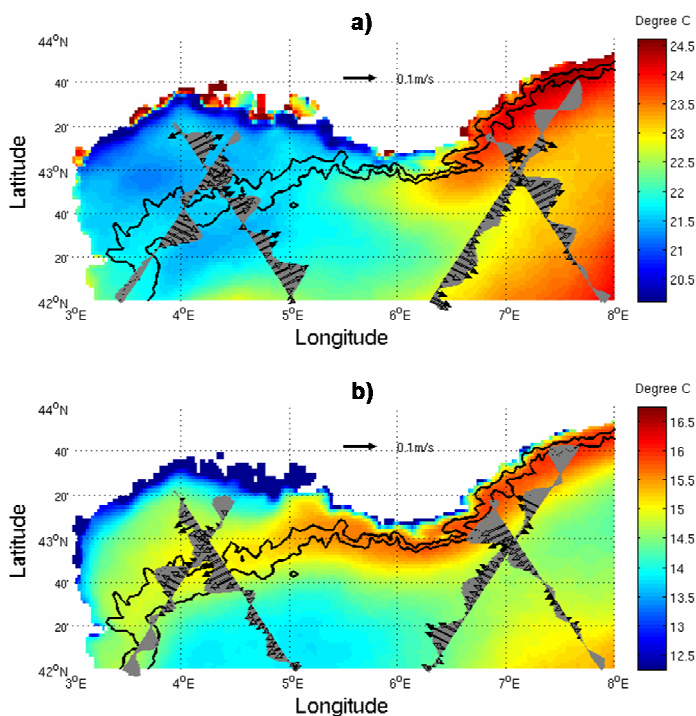 a)
Degree C
44°N
40'
20'
43°N
40'
20'
42°N
Latitude
0.1m/s
24.5
24
23.5
23
22.5
22
21.5
21
20.5
3°E
4°E
5°E
6°E
7°E
8°E
Longitude
b)
Degree C
44°N
40'
20'
43°N
40'
20'
42°N
Latitude
0.1m/s
16.5
16
15.5
15
14.5
14
13.5
13
12.5
3°E
4°E
5°E
6°E
7°E
8°E
Longitude